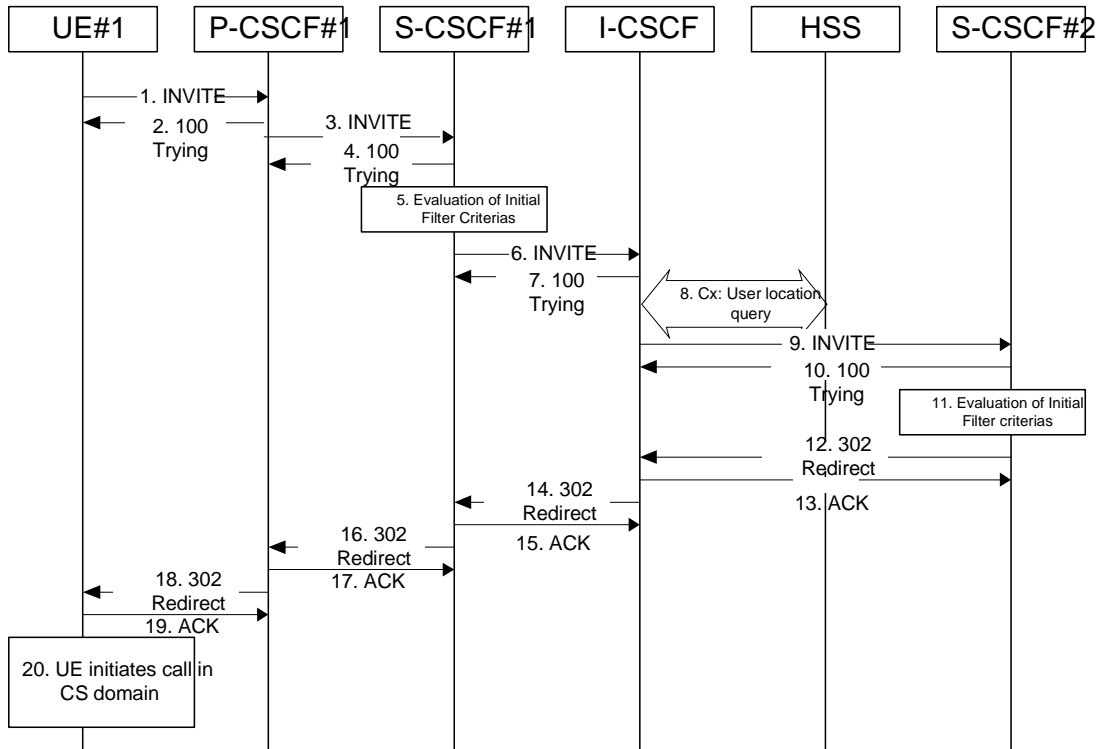 UE#1
P-CSCF#1
S-CSCF#1
I-CSCF
HSS
S-CSCF#2
1. INVITE
2. 100
Trying
3. INVITE
4. 100
Trying
5. Evaluation of Initial
Filter Criterias
6. INVITE
7. 100
Trying
8. Cx: User location
query
9. INVITE
10. 100
Trying
11. Evaluation of Initial
Filter criterias
12. 302
Redirect
13. ACK
14. 302
Redirect
15. ACK
16. 302
Redirect
17. ACK
18. 302
Redirect
19. ACK
20. UE initiates call in
CS domain